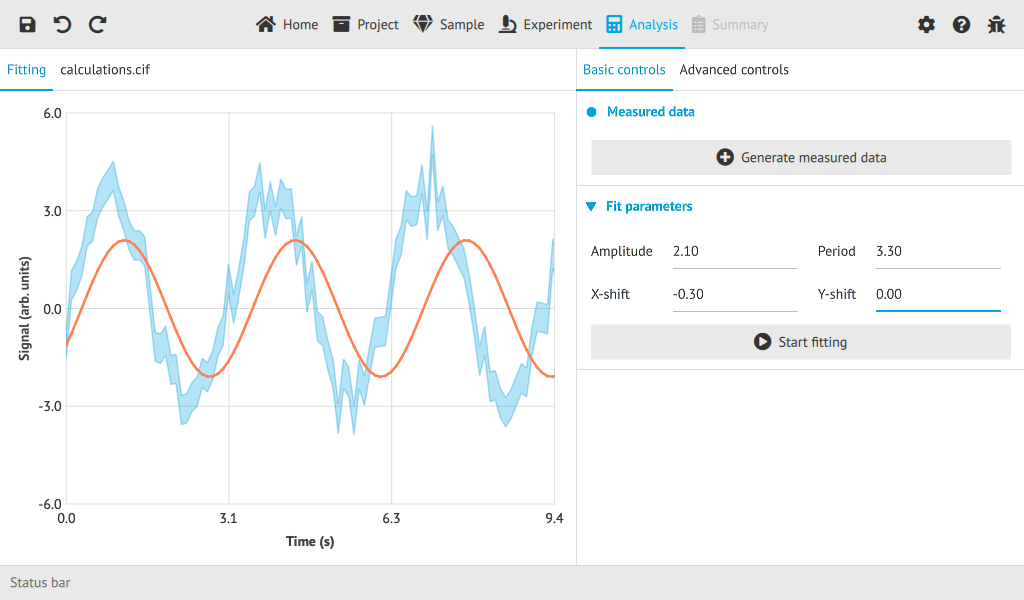 Home Project Sample Experiment Analysis Summary
Fitting calculations.cif
Basic controls Advanced controls
Measured data
Generate measured data
Fit parameters
Amplitude 2.10 Period 3.30
X-shift -0.30 Y-shift 0.00
Start fitting
6.0
3.0
0.0
-3.0
-6.0
Signal (arb. units)
0.0 3.1 6.3 9.4
Time (s)
Status bar